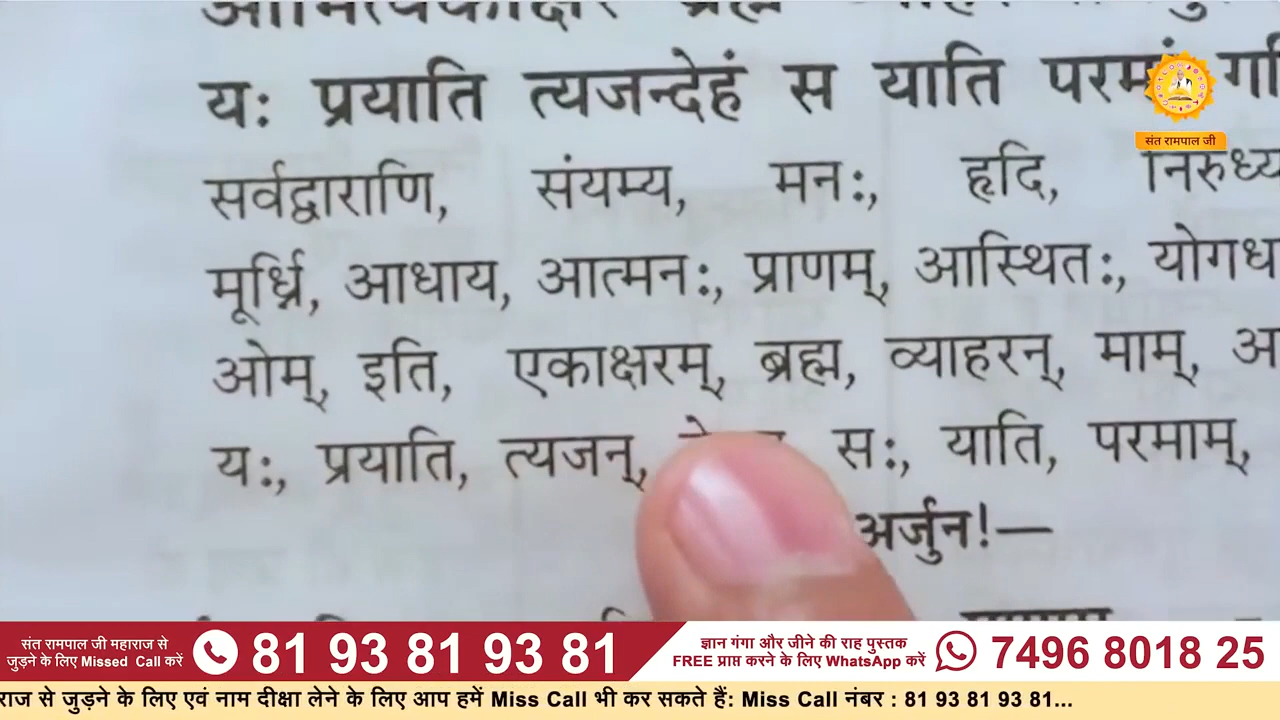 यः प्रयाति त्यजन्देहं स याति
संत रामपाल जी
सर्वद्वाराणि, संयम्य, मनः, हृदि, निरुध्य
मूर्ध्नि, आधाय, आत्मनः, प्राणम्, आस्थितः, योगधा
ओम्, इति, एकाक्षरम्, ब्रह्म, व्याहरन्, माम्, अ
यः, प्रयाति, त्यजन्, सः, याति, परमाम्,
अर्जुन!—
संत रामपाल जी महाराज से
जुड़ने के लिए Missed Call करें
81 93 81 93 81
ज्ञान गंगा और जीने की राह पुस्तक
FREE प्राप्त करने के लिए WhatsApp करें
7496 8018 25
राज से जुड़ने के लिए एवं नाम दीक्षा लेने के लिए आप हमें Miss Call भी कर सकते हैं: Miss Call नंबर : 81 93 81 93 81...